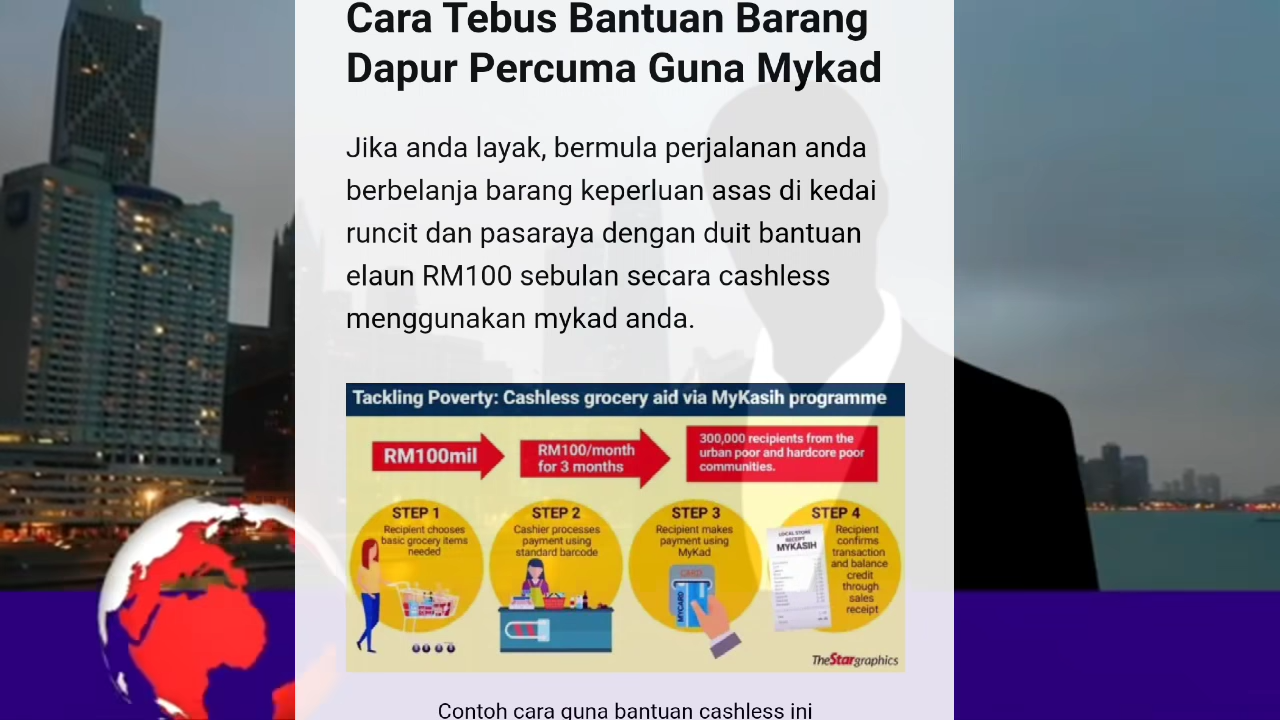 Cara Tebus Bantuan Barang
Dapur Percuma Guna Mykad
Jika anda layak, bermula perjalanan anda
berbelanja barang keperluan asas di kedai
runcit dan pasaraya dengan duit bantuan
elaun RM100 sebulan secara cashless
menggunakan mykad anda.
Tackling Poverty: Cashless grocery aid via MyKasih programme
RM100mil
RM100/month
for 3 months
300,000 recipients from the
urban poor and hardcore poor
communities.
STEP 1
Recipient chooses
basic grocery items
needed
STEP 2
Cashier processes
payment using
standard barcode
STEP 3
Recipient makes
payment using
MyKad
CARD
MYCARD
STEP 4
Recipient
confirms
transaction
and balance
credit
through
sales
receipt
LOCAL STORE
RECEIPT
MYKASIH
TheStargraphics
Contoh cara guna bantuan cashless ini